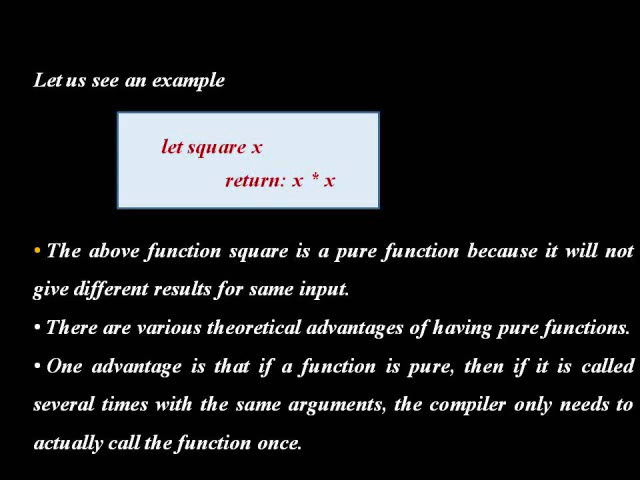 Let us see an example
let square x
return: x * x
• The above function square is a pure function because it will not
give different results for same input.
• There are various theoretical advantages of having pure functions.
• One advantage is that if a function is pure, then if it is called
several times with the same arguments, the compiler only needs to
actually call the function once.